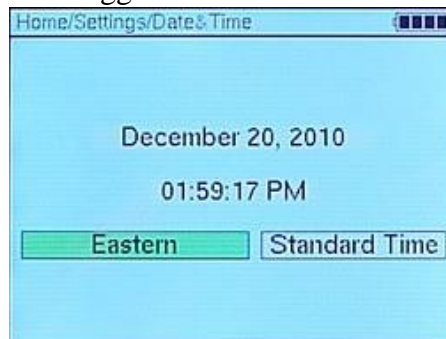 Home/Settings/Date&Time
December 20, 2010
01:59:17 PM
Eastern Standard Time